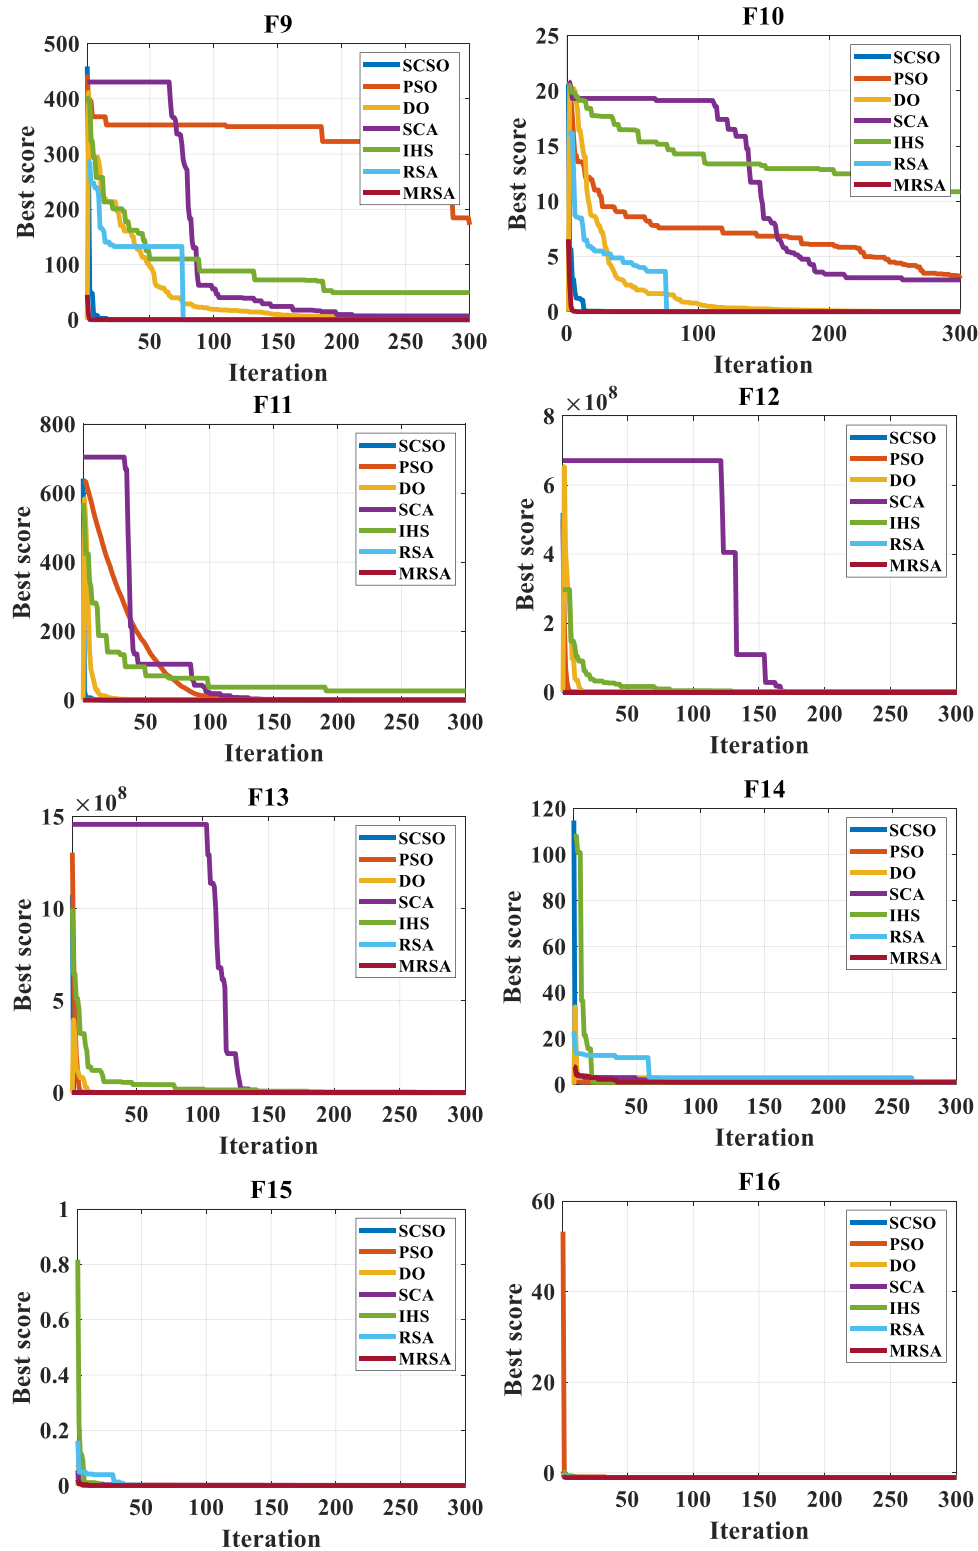 F9
500
400
300
200
100
0
50
100
150
200
250
300
Best score
Iteration
SCSO
PSO
DO
SCA
IHS
RSA
MRSA
F10
25
20
15
10
5
0
0
100
200
300
Best score
Iteration
SCSO
PSO
DO
SCA
IHS
RSA
MRSA
F11
800
600
400
200
0
50
100
150
200
250
300
Best score
Iteration
SCSO
PSO
DO
SCA
IHS
RSA
MRSA
F12
×10⁸
8
6
4
2
0
50
100
150
200
250
300
Best score
Iteration
SCSO
PSO
DO
SCA
IHS
RSA
MRSA
F13
×10⁸
15
10
5
0
50
100
150
200
250
300
Best score
Iteration
SCSO
PSO
DO
SCA
IHS
RSA
MRSA
F14
120
100
80
60
40
20
0
50
100
150
200
250
300
Best score
Iteration
SCSO
PSO
DO
SCA
IHS
RSA
MRSA
F15
1
0.8
0.6
0.4
0.2
0
50
100
150
200
250
300
Best score
Iteration
SCSO
PSO
DO
SCA
IHS
RSA
MRSA
F16
60
40
20
0
50
100
150
200
250
300
Best score
Iteration
SCSO
PSO
DO
SCA
IHS
RSA
MRSA